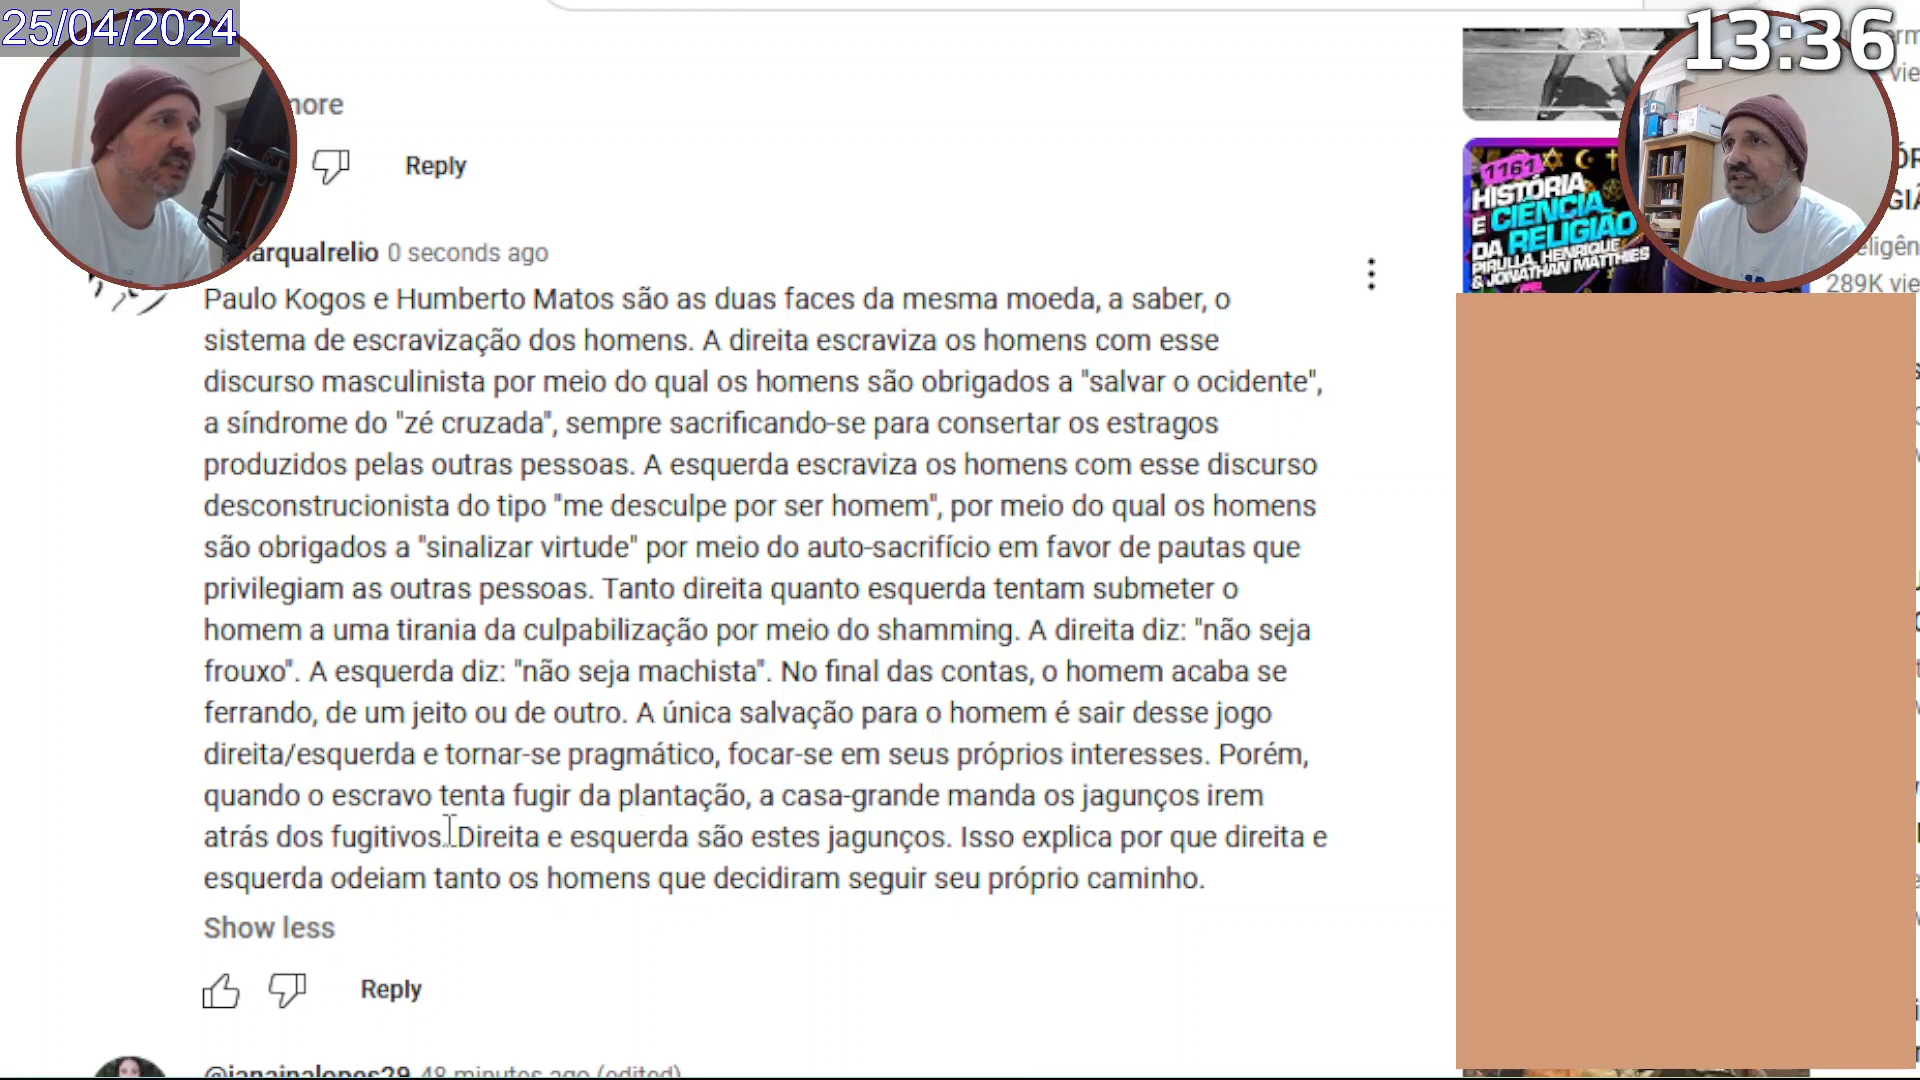 25/04/2024
13:36
more
Reply
arqualrelio 0 seconds ago
Paulo Kogos e Humberto Matos são as duas faces da mesma moeda, a saber, o
sistema de escravização dos homens. A direita escraviza os homens com esse
discurso masculinista por meio do qual os homens são obrigados a "salvar o ocidente",
a síndrome do "zé cruzada", sempre sacrificando-se para consertar os estragos
produzidos pelas outras pessoas. A esquerda escraviza os homens com esse discurso
desconstrucionista do tipo "me desculpe por ser homem", por meio do qual os homens
são obrigados a "sinalizar virtude" por meio do auto-sacrifício em favor de pautas que
privilegiam as outras pessoas. Tanto direita quanto esquerda tentam submeter o
homem a uma tirania da culpabilização por meio do shamming. A direita diz: "não seja
frouxo". A esquerda diz: "não seja machista". No final das contas, o homem acaba se
ferrando, de um jeito ou de outro. A única salvação para o homem é sair desse jogo
direita/esquerda e tornar-se pragmático, focar-se em seus próprios interesses. Porém,
quando o escravo tenta fugir da plantação, a casa-grande manda os jagunços irem
atrás dos fugitivos. Direita e esquerda são estes jagunços. Isso explica por que direita e
esquerda odeiam tanto os homens que decidiram seguir seu próprio caminho.
Show less
Reply
@janainalopes29 48 minutes ago (edited)
1161
HISTÓRIA
E CIÊNCIA
DA RELIGIÃO
PIRULLA, HENRIQUE
& JONATHAN MATTHIES
289K vie